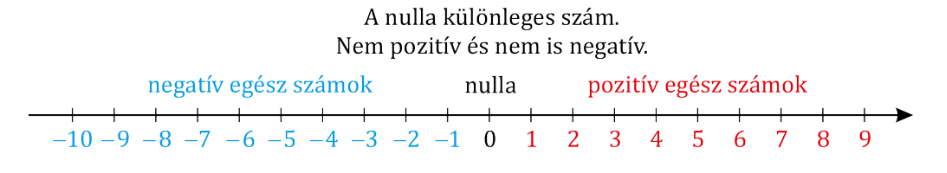 A nulla különleges szám.
Nem pozitív és nem is negatív.
negatív egész számok nulla pozitív egész számok
−10 −9 −8 −7 −6 −5 −4 −3 −2 −1 0 1 2 3 4 5 6 7 8 9